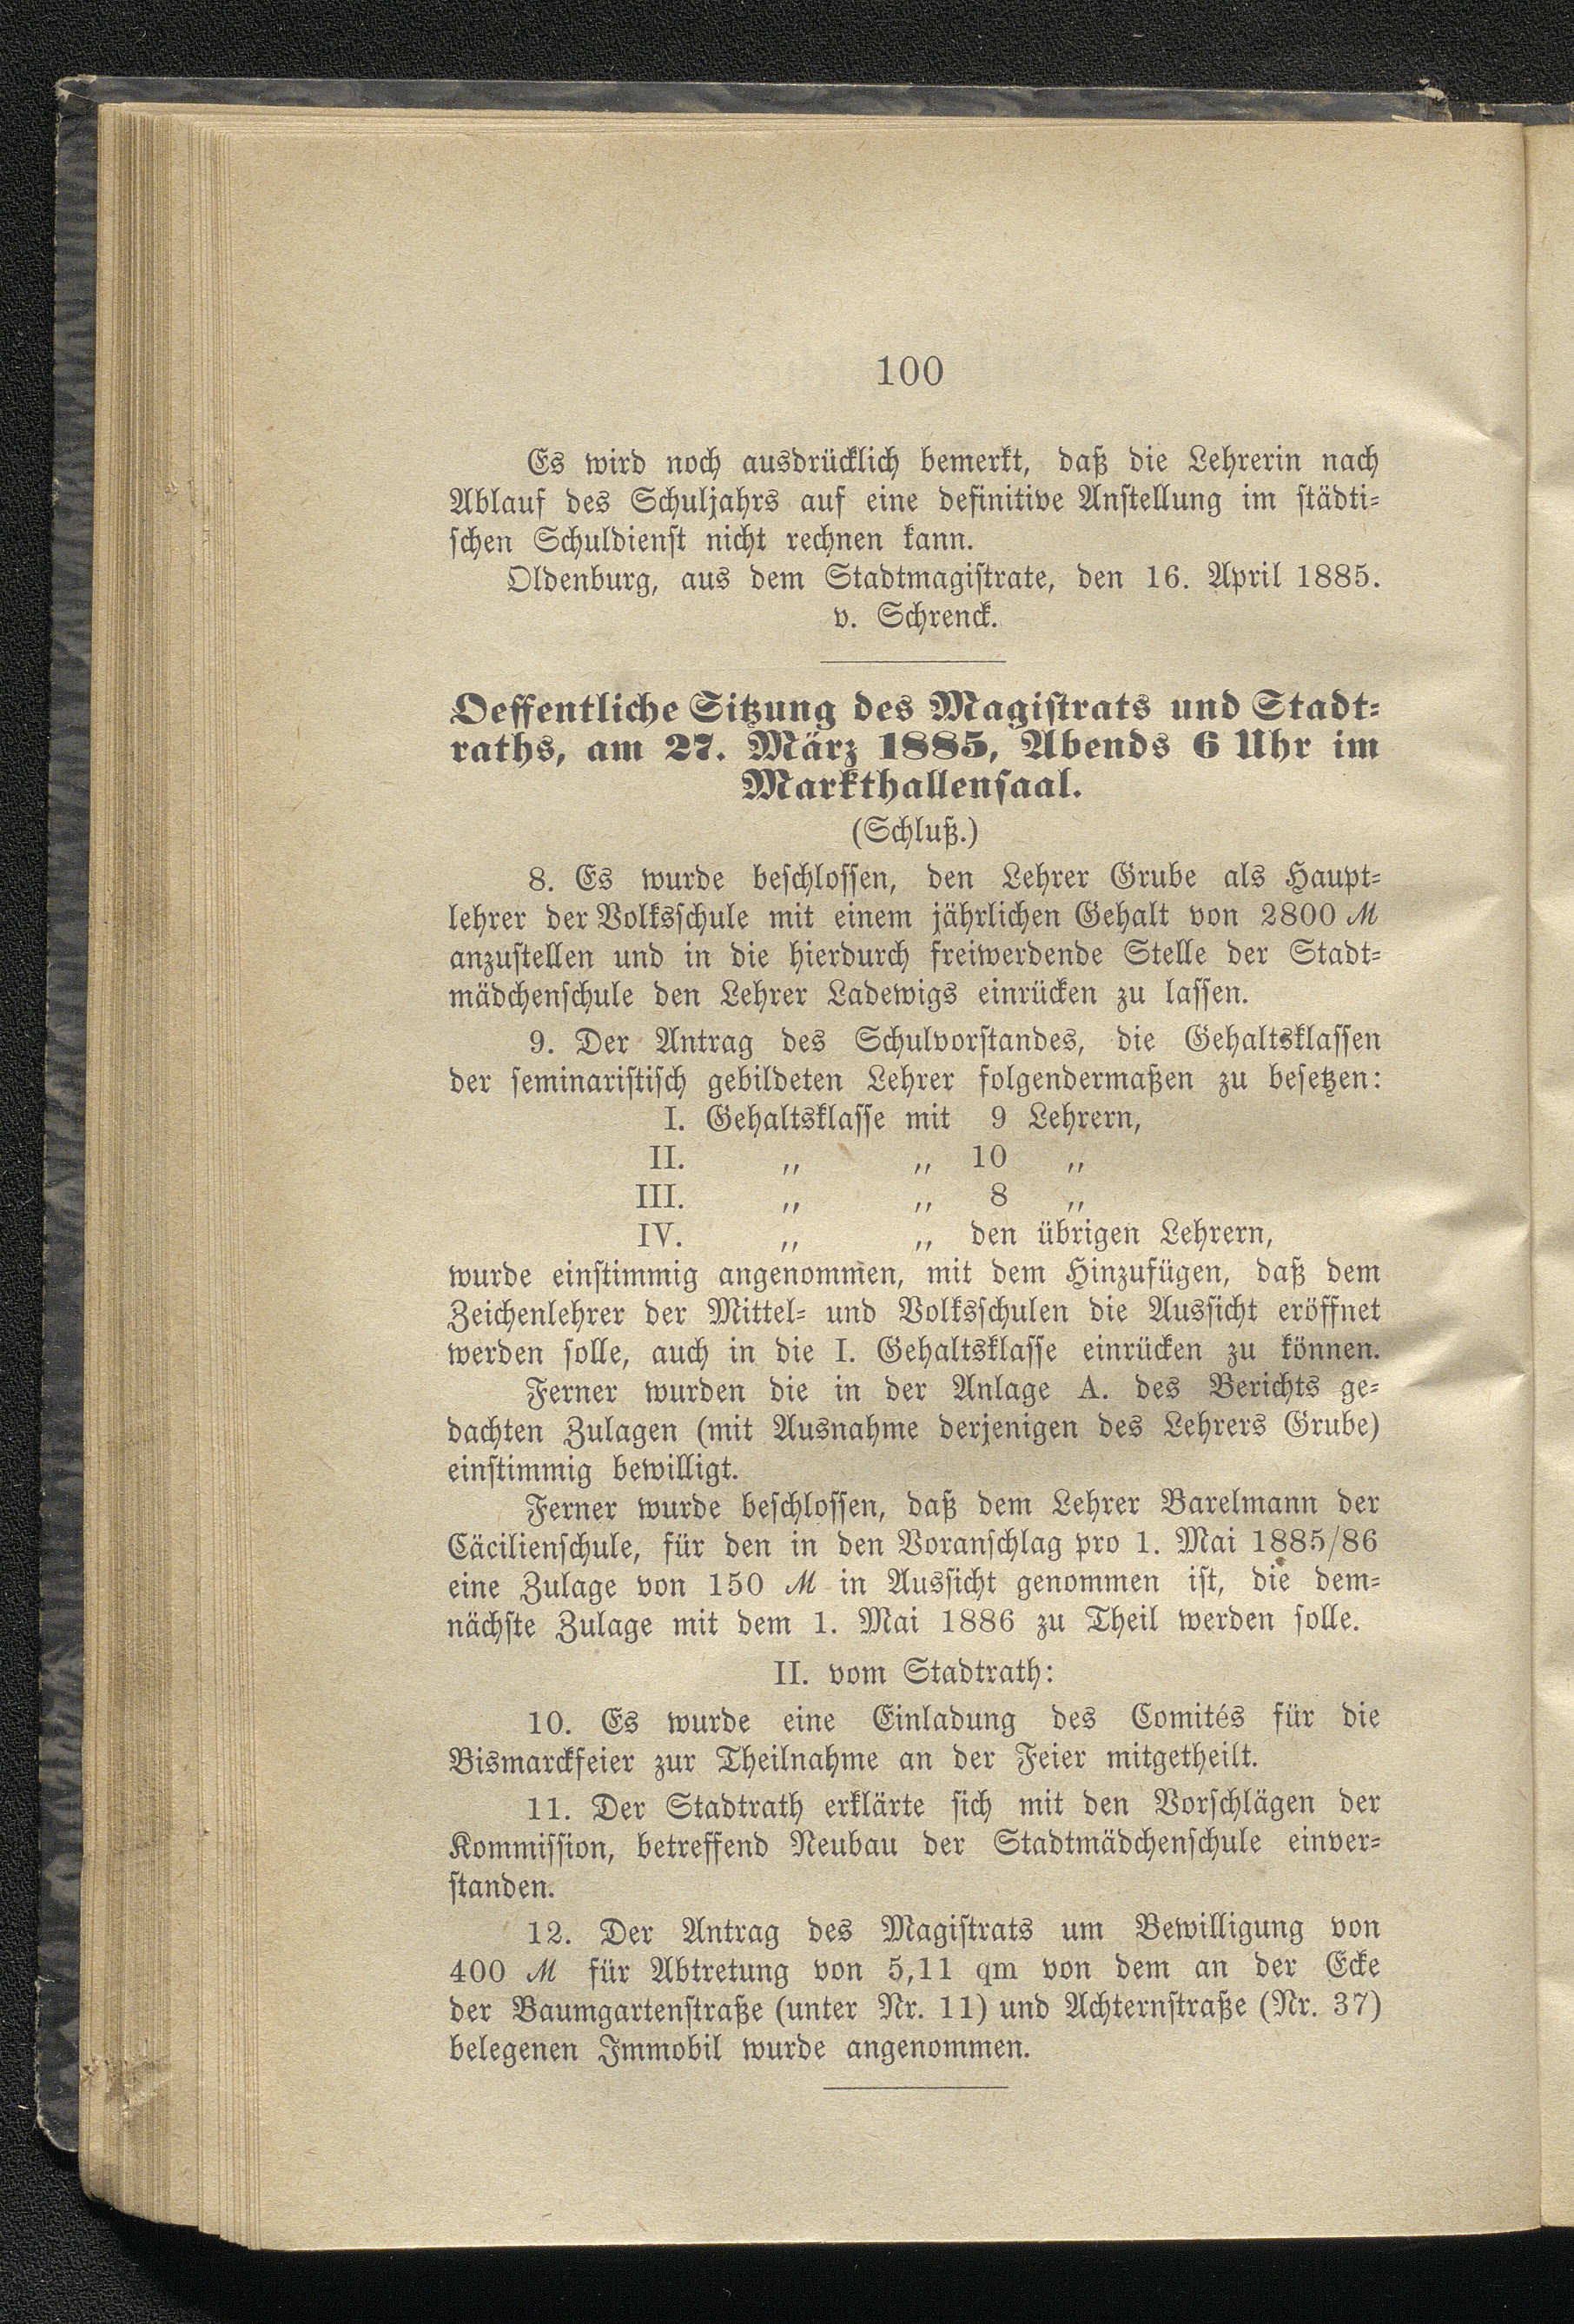 100
Es wird noch ausdrücklich bemerkt, daß die Lehrerin nach
Ablauf des Schuljahrs auf eine definitive Anstellung im städti-
schen Schuldienst nicht rechnen kann.
Oldenburg, aus dem Stadtmagistrate, den 16. April 1885.
v. Schrenck.
Oeffentliche Sitzung des Magistrats und Stadt-
raths, am 27. März 1885, Abends 6 Uhr im
Markthallensaal.
(Schluß.)
8. Es wurde beschlossen, den Lehrer Grube als Haupt-
lehrer der Volksschule mit einem jährlichen Gehalt von 2800 M
anzustellen und in die hierdurch freiwerdende Stelle der Stadt-
mädchenschule den Lehrer Ladewigs einrücken zu lassen.
9. Der Antrag des Schulvorstandes, die Gehaltsklassen
der seminaristisch gebildeten Lehrer folgendermaßen zu besetzen:
I. Gehaltsklasse mit 9 Lehrern,
II. „ „ 10 „
III. „ „ 8 „
IV. „ „ den übrigen Lehrern,
wurde einstimmig angenommen, mit dem Hinzufügen, daß dem
Zeichenlehrer der Mittel- und Volksschulen die Aussicht eröffnet
werden solle, auch in die I. Gehaltsklasse einrücken zu können.
Ferner wurden die in der Anlage A. des Berichts ge-
dachten Zulagen (mit Ausnahme derjenigen des Lehrers Grube)
einstimmig bewilligt.
Ferner wurde beschlossen, daß dem Lehrer Barelmann der
Cäcilienschule, für den in den Voranschlag pro 1. Mai 1885/86
eine Zulage von 150 M in Aussicht genommen ist, die dem-
nächste Zulage mit dem 1. Mai 1886 zu Theil werden solle.
II. vom Stadtrath:
10. Es wurde eine Einladung des Comités für die
Bismarckfeier zur Theilnahme an der Feier mitgetheilt.
11. Der Stadtrath erklärte sich mit den Vorschlägen der
Kommission, betreffend Neubau der Stadtmädchenschule einver-
standen.
12. Der Antrag des Magistrats um Bewilligung von
400 M für Abtretung von 5,11 qm von dem an der Ecke
der Baumgartenstraße (unter Nr. 11) und Achternstraße (Nr. 37)
belegenen Immobil wurde angenommen.